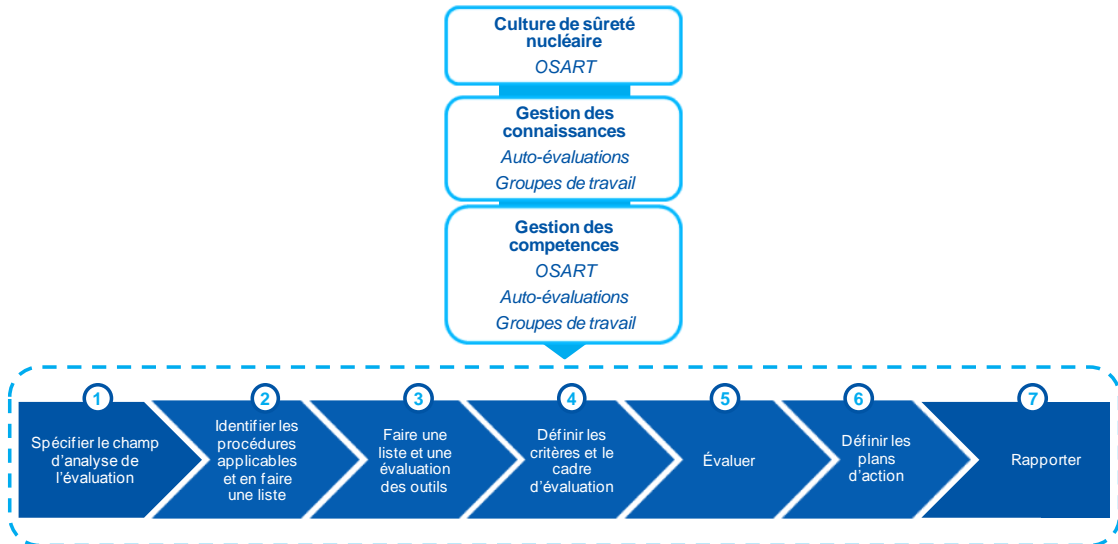 Culture de sûreté
nucléaire
OSART
Gestion des
connaissances
Auto-évaluations
Groupes de travail
Gestion des
competences
OSART
Auto-évaluations
Groupes de travail
1
Spécifier le champ
d'analyse de
l'évaluation
2
Identifier les
procédures
applicables
et en faire
une liste
3
Faire une
liste et une
évaluation
des outils
4
Définir les
critères et le
cadre
d'évaluation
5
Évaluer
6
Définir les
plans
d'action
7
Rapporter